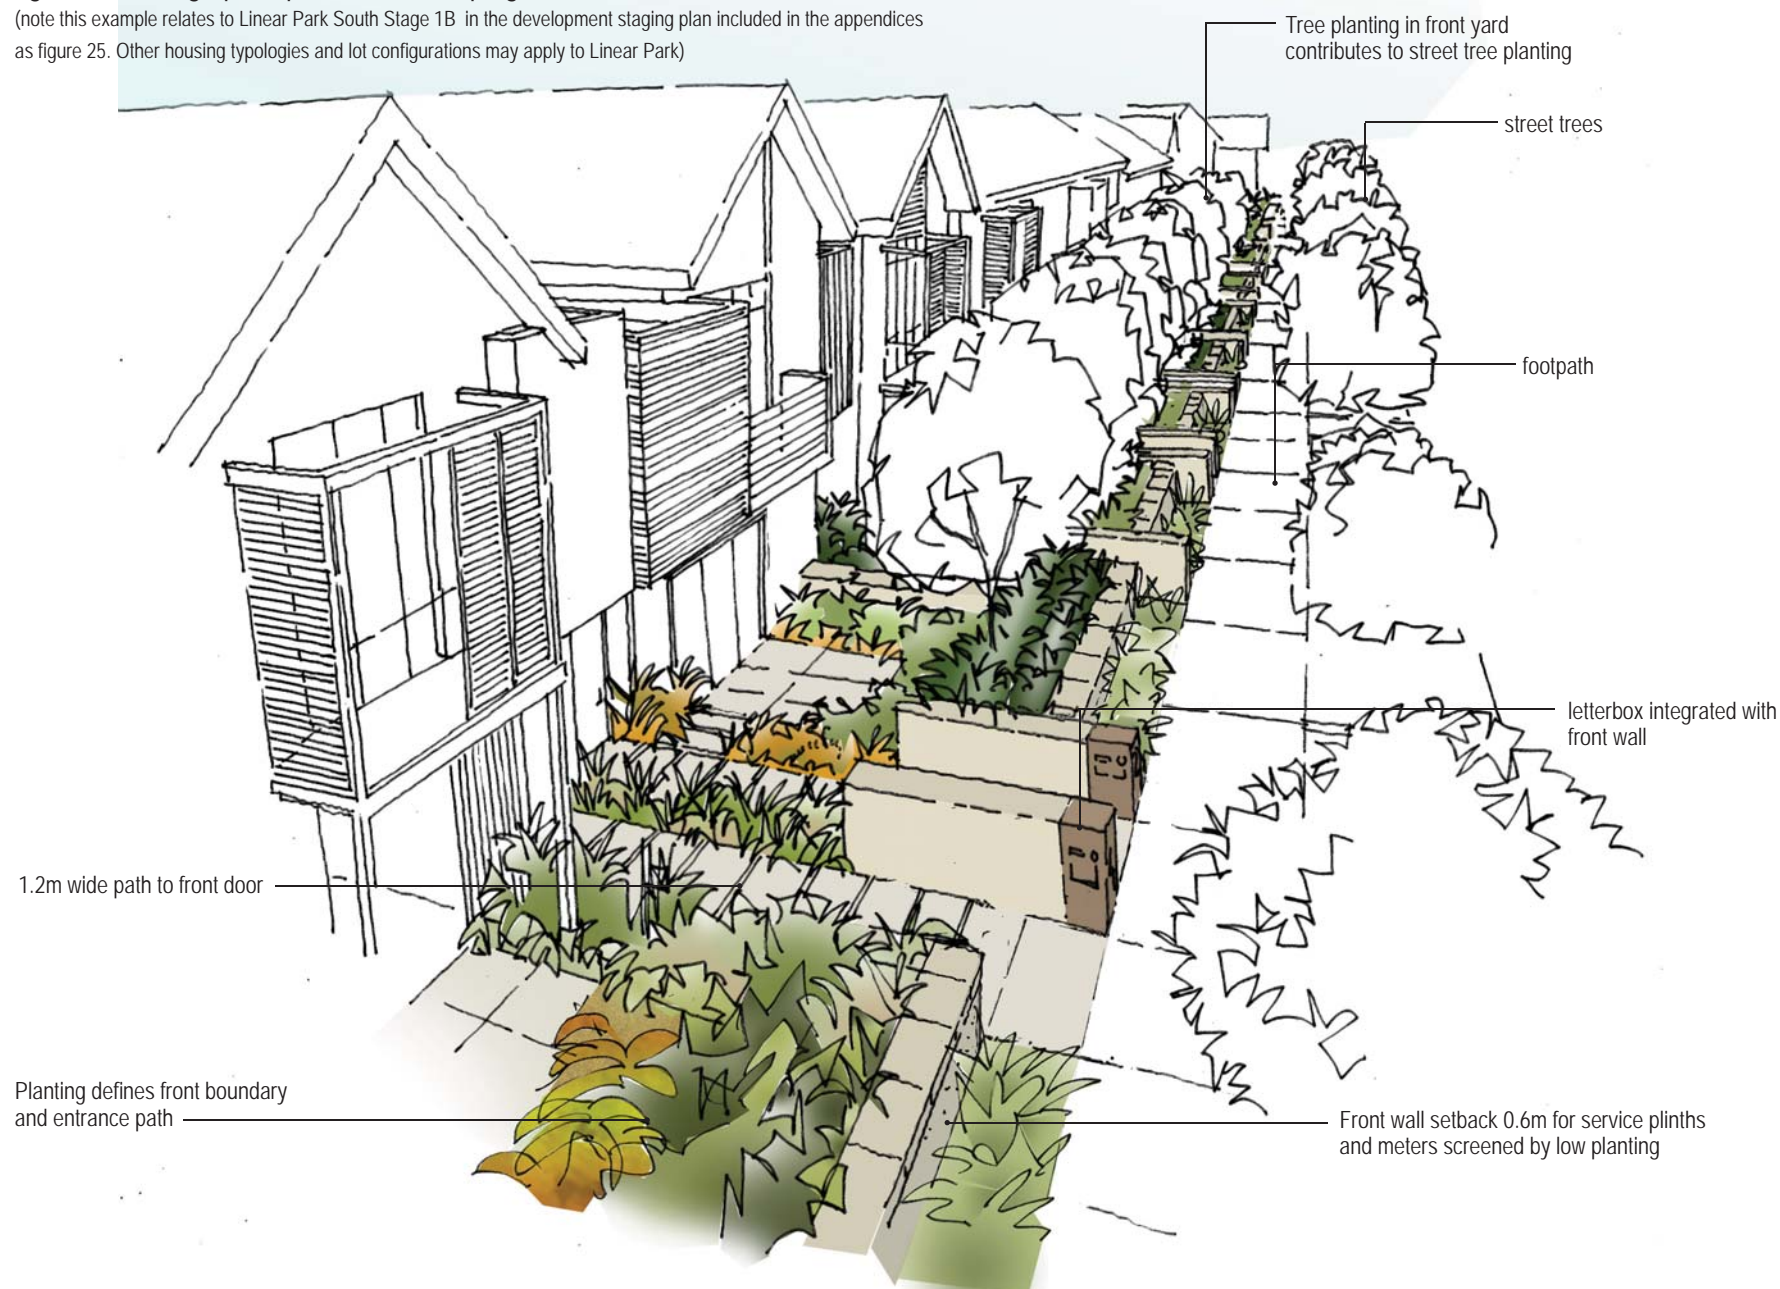 (note this example relates to Linear Park South Stage 1B in the development staging plan included in the appendices
as figure 25. Other housing typologies and lot configurations may apply to Linear Park)
Tree planting in front yard
contributes to street tree planting
street trees
footpath
letterbox integrated with
front wall
1.2m wide path to front door
Planting defines front boundary
and entrance path
Front wall setback 0.6m for service plinths
and meters screened by low planting